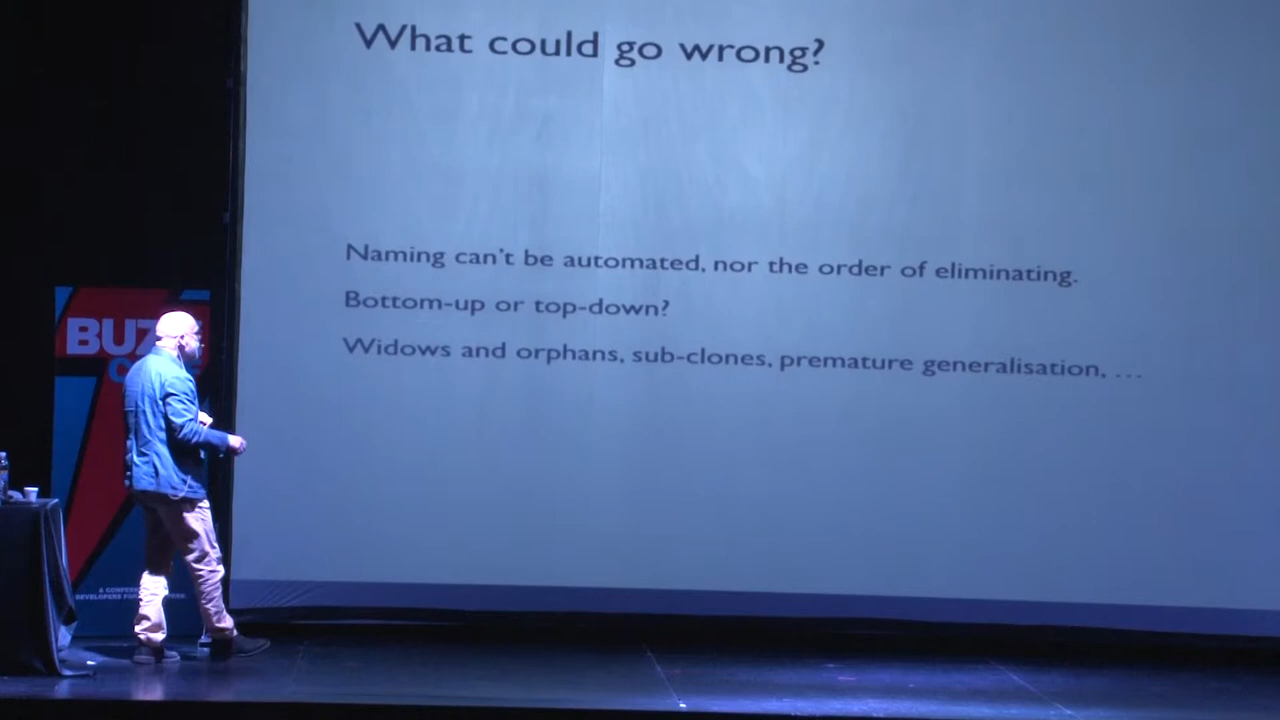 What could go wrong?
Naming can't be automated, nor the order of eliminating.
Bottom-up or top-down?
Widows and orphans, sub-clones, premature generalisation, ...
A
DEVELOPERS